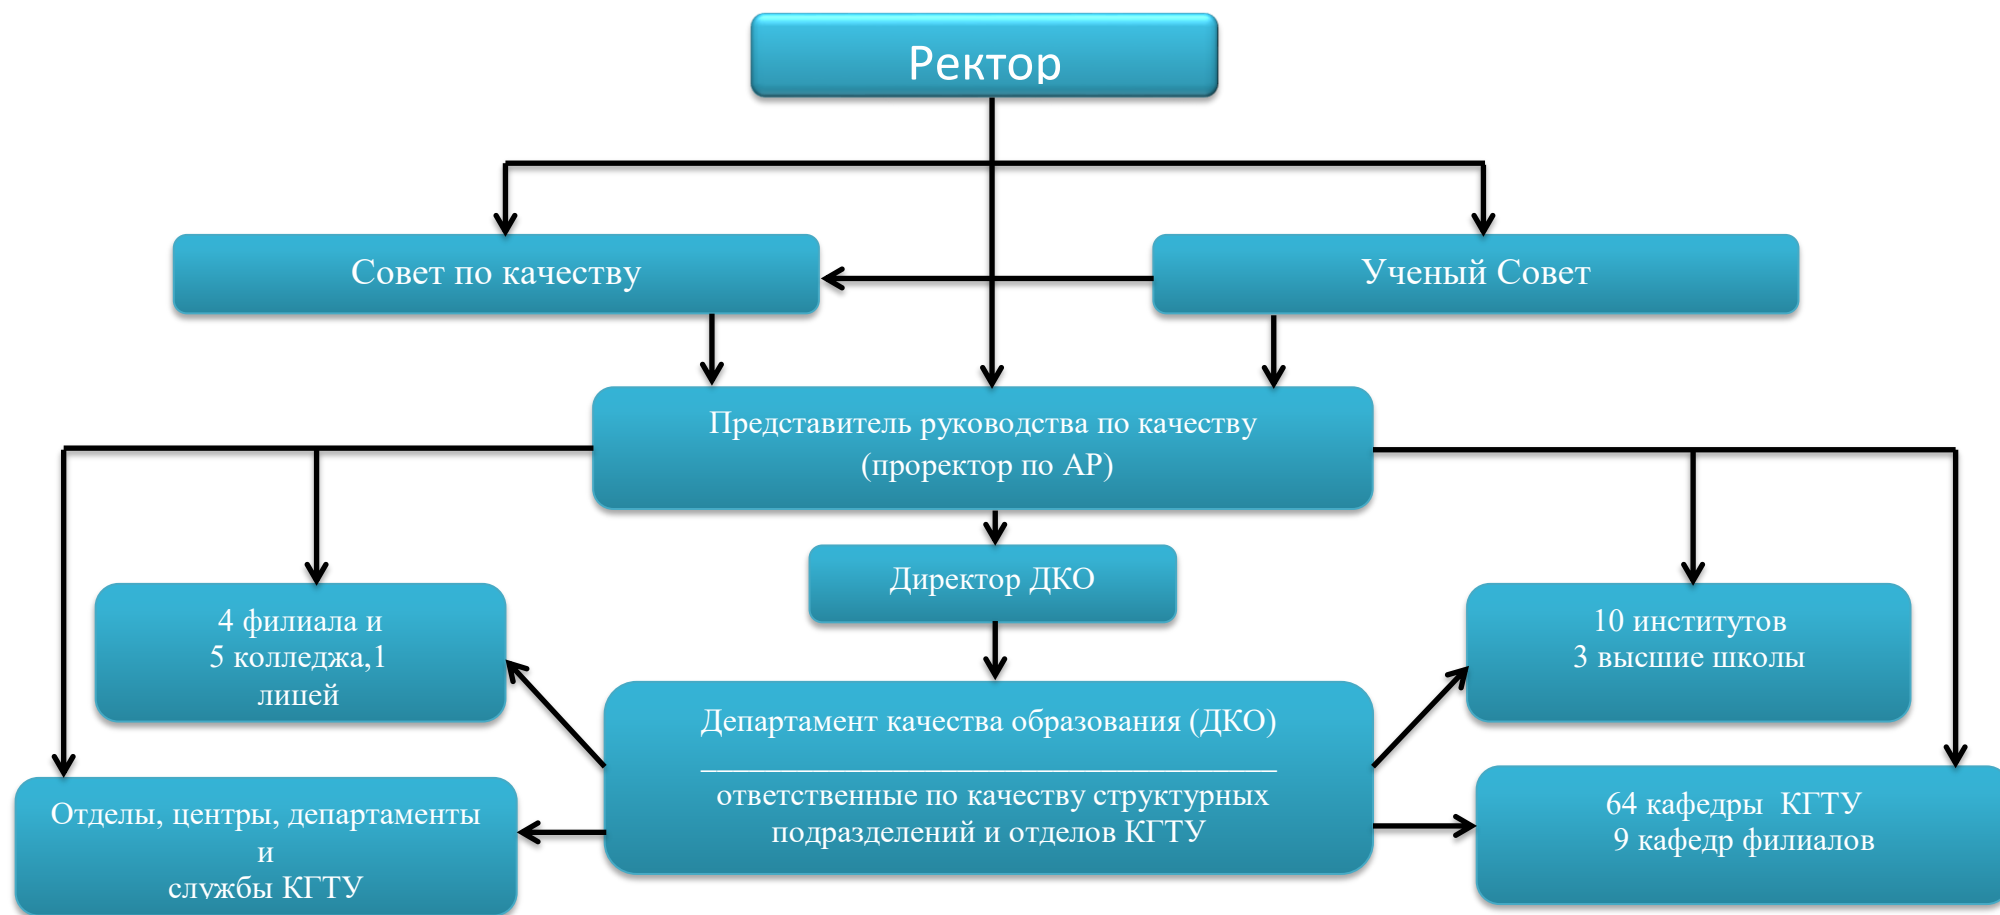 Ректор
Совет по качеству
Ученый Совет
Представитель руководства по качеству
(проректор по АР)
Директор ДКО
4 филиала и
5 колледжа,1
лицей
10 институтов
3 высшие школы
Департамент качества образования (ДКО)
____________________________________
ответственные по качеству структурных
подразделений и отделов КГТУ
Отделы, центры, департаменты
и
службы КГТУ
64 кафедры  КГТУ
9 кафедр филиалов